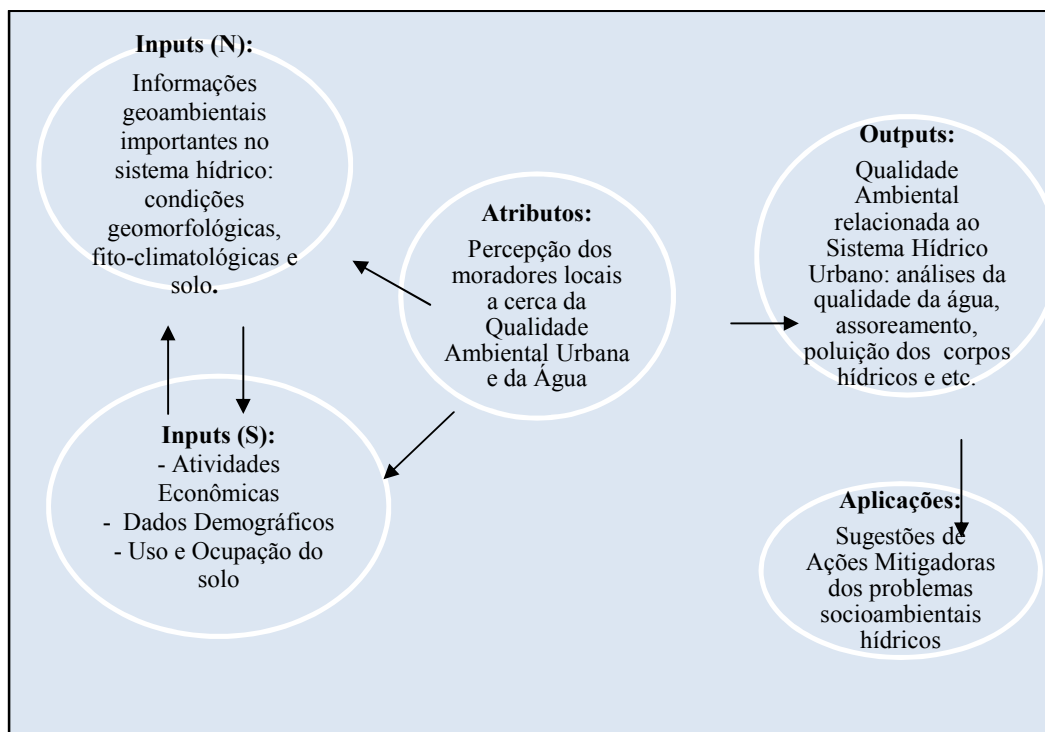 Inputs (N):
Informações
geoambientais
importantes no
sistema hídrico:
condições
geomorfológicas,
fito-climatológicas e
solo.
Inputs (S):
- Atividades
Econômicas
- Dados Demográficos
- Uso e Ocupação do
solo
Atributos:
Percepção dos
moradores locais
a cerca da
Qualidade
Ambiental Urbana
e da Água
Outputs:
Qualidade
Ambiental
relacionada ao
Sistema Hídrico
Urbano: análises da
qualidade da água,
assoreamento,
poluição dos corpos
hídricos e etc.
Aplicações:
Sugestões de
Ações Mitigadoras
dos problemas
socioambientais
hídricos